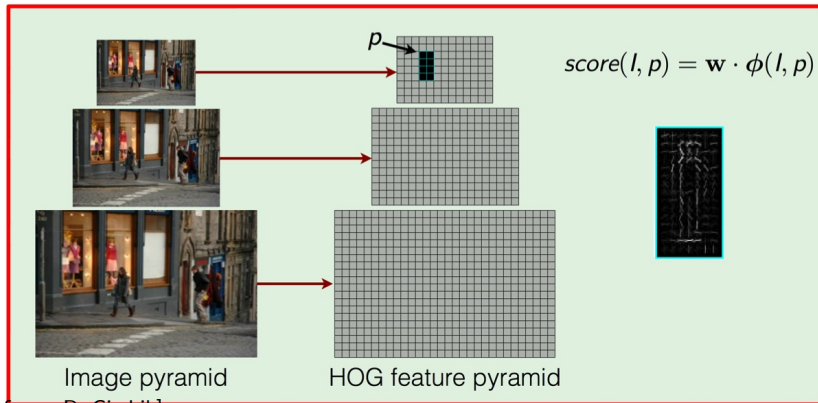 p
score(I, p) = w · ϕ(I, p)
Image pyramid
HOG feature pyramid